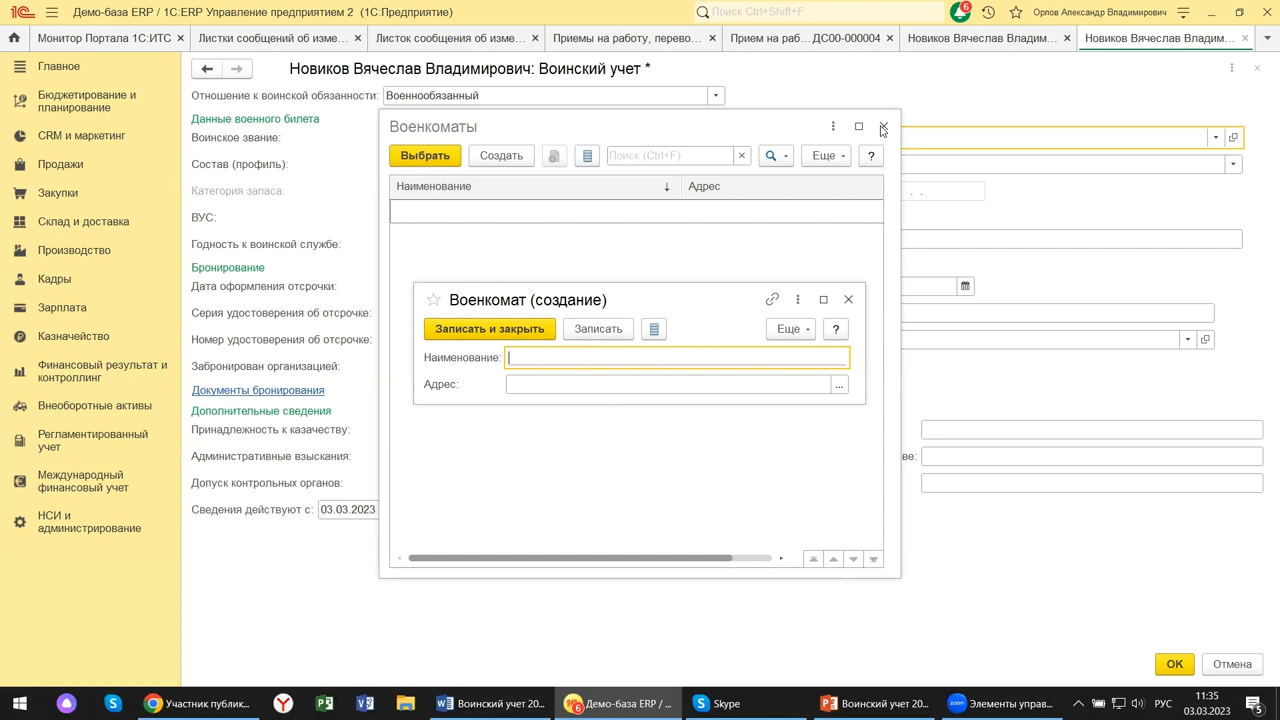 Демо-база ERP / 1С:ERP Управление предприятием 2 (1С:Предприятие)
Поиск Ctrl+Shift+F
6
Орлов Александр Владимирович
Монитор Портала 1С:ИТС
Листки сообщений об изме...
Листок сообщения об изме...
Приемы на работу, перево...
Прием на раб... ДС00-000004
Новиков Вячеслав Владим...
Новиков Вячеслав Владим...
Главное
Бюджетирование и
планирование
CRM и маркетинг
Продажи
Закупки
Склад и доставка
Производство
Кадры
Зарплата
Казначейство
Финансовый результат и
контроллинг
Внеоборотные активы
Регламентированный
учет
Международный
финансовый учет
НСИ и
администрирование
Новиков Вячеслав Владимирович: Воинский учет *
Отношение к воинской обязанности: Военнообязанный
Данные военного билета
Воинское звание:
Состав (профиль):
Категория запаса:
ВУС:
Годность к воинской службе:
Бронирование
Дата оформления отсрочки:
Серия удостоверения об отсрочке:
Номер удостоверения об отсрочке:
Забронирован организацией:
Документы бронирования
Дополнительные сведения
Принадлежность к казачеству:
Административные взыскания:
ве:
Допуск контрольных органов:
Сведения действуют с: 03.03.2023
Военкоматы
Выбрать
Создать
Поиск (Ctrl+F)
Еще
?
Наименование
Адрес
Военкомат (создание)
Записать и закрыть
Записать
Еще
?
Наименование:
Адрес:
ОК
Отмена
Участник публик...
Воинский учет 20...
6
Демо-база ERP / ...
Skype
Воинский учет 20...
Элементы управ...
РУС
11:35
03.03.2023
5